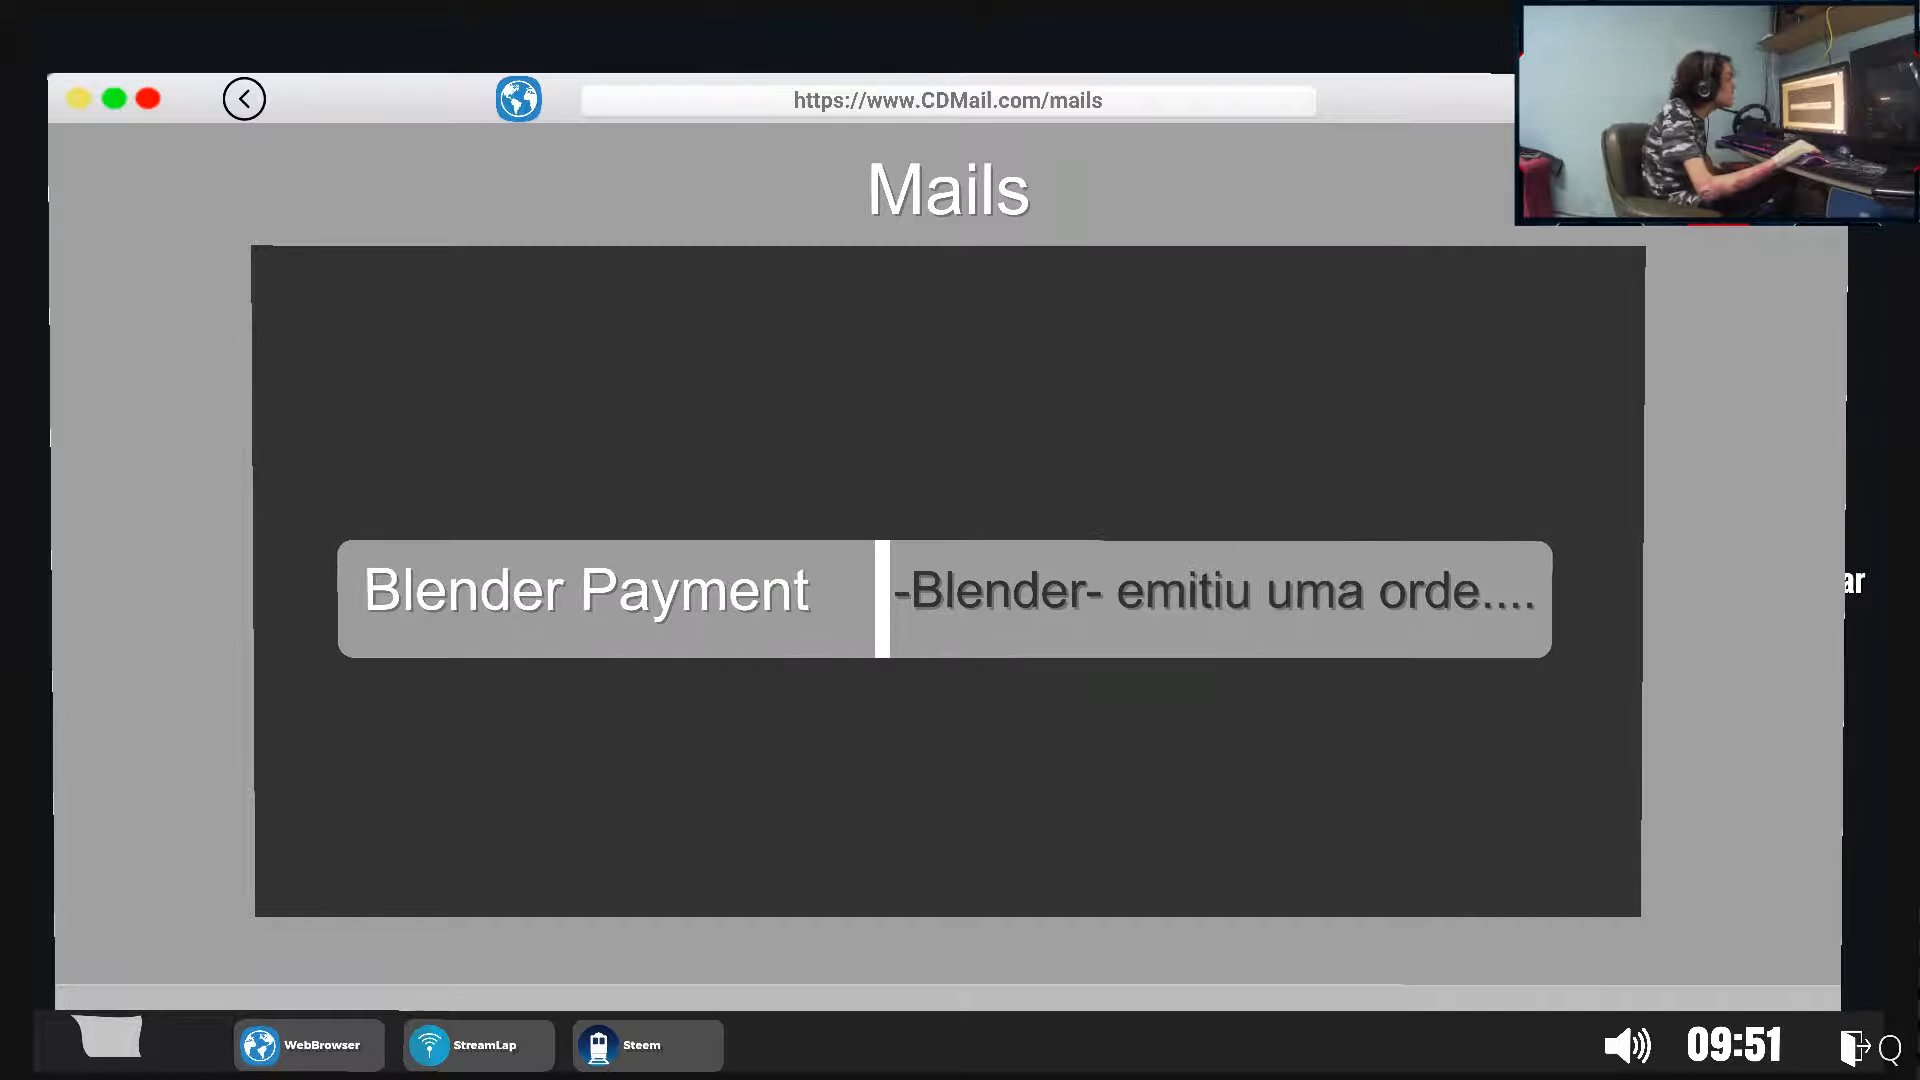 https://www.CDMail.com/mails
Mails
Blender Payment
-Blender- emitiu uma orde....
ar
WebBrowser
StreamLap
Steem
09:51
Q